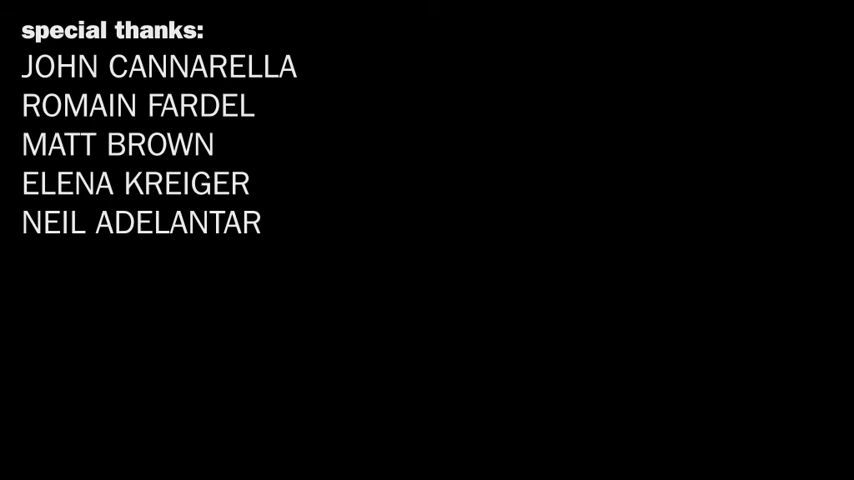 special thanks:
JOHN CANNARELLA
ROMAIN FARDEL
MATT BROWN
ELENA KREIGER
NEIL ADELANTAR